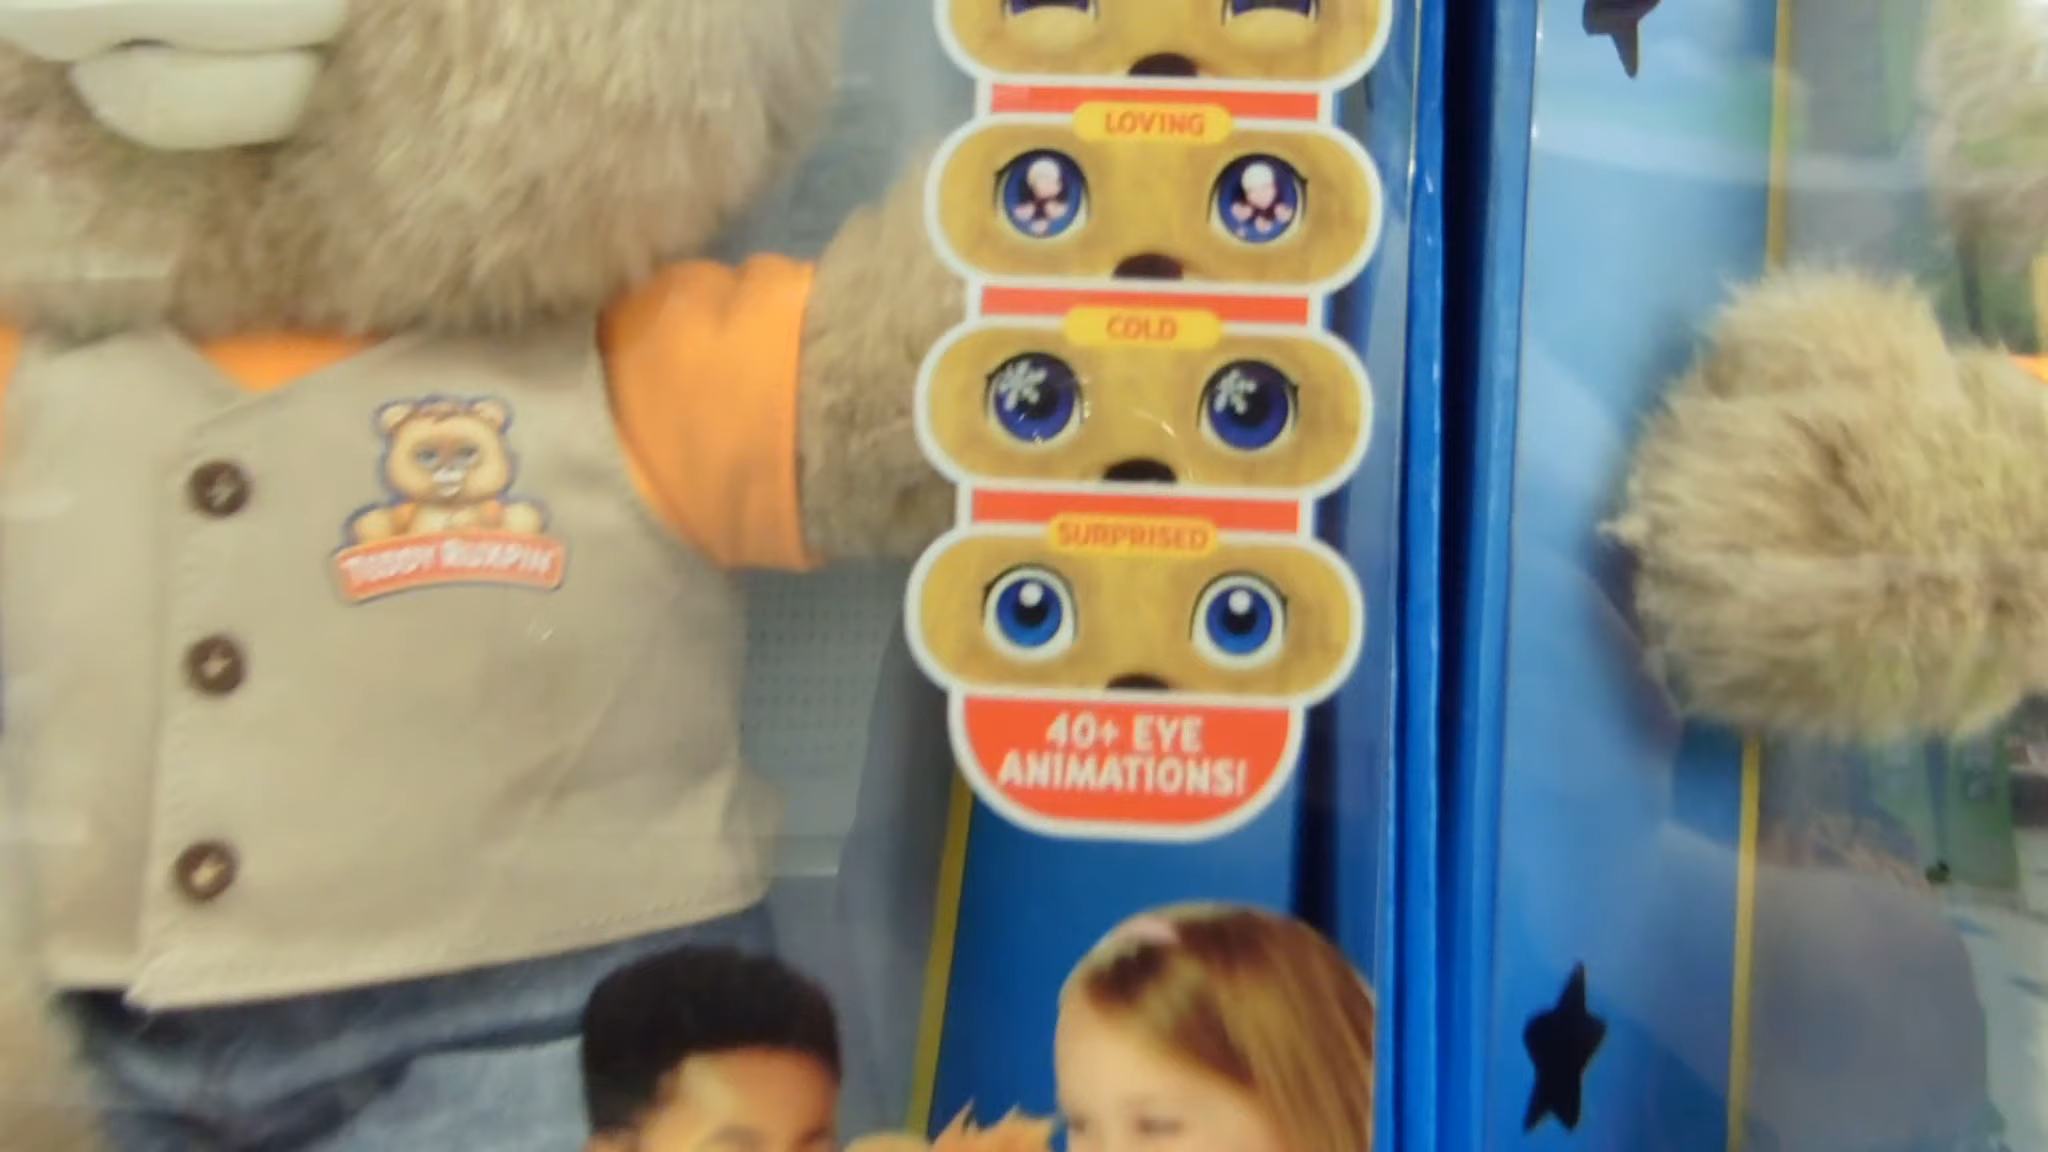 LOVING
COLD
TEDDY RUXPIN
SURPRISED
40+ EYE
ANIMATIONS!